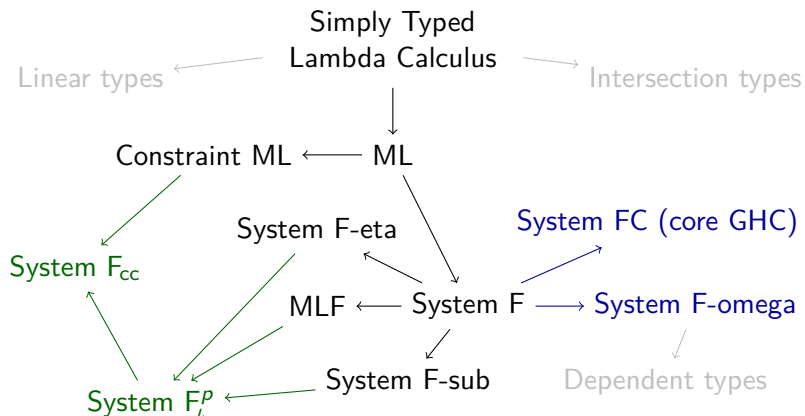 Simply Typed
Lambda Calculus
Linear types
Intersection types
Constraint ML
ML
System FC (core GHC)
System F-eta
System Fcc
MLF
System F
System F-omega
System F-sub
Dependent types
System F